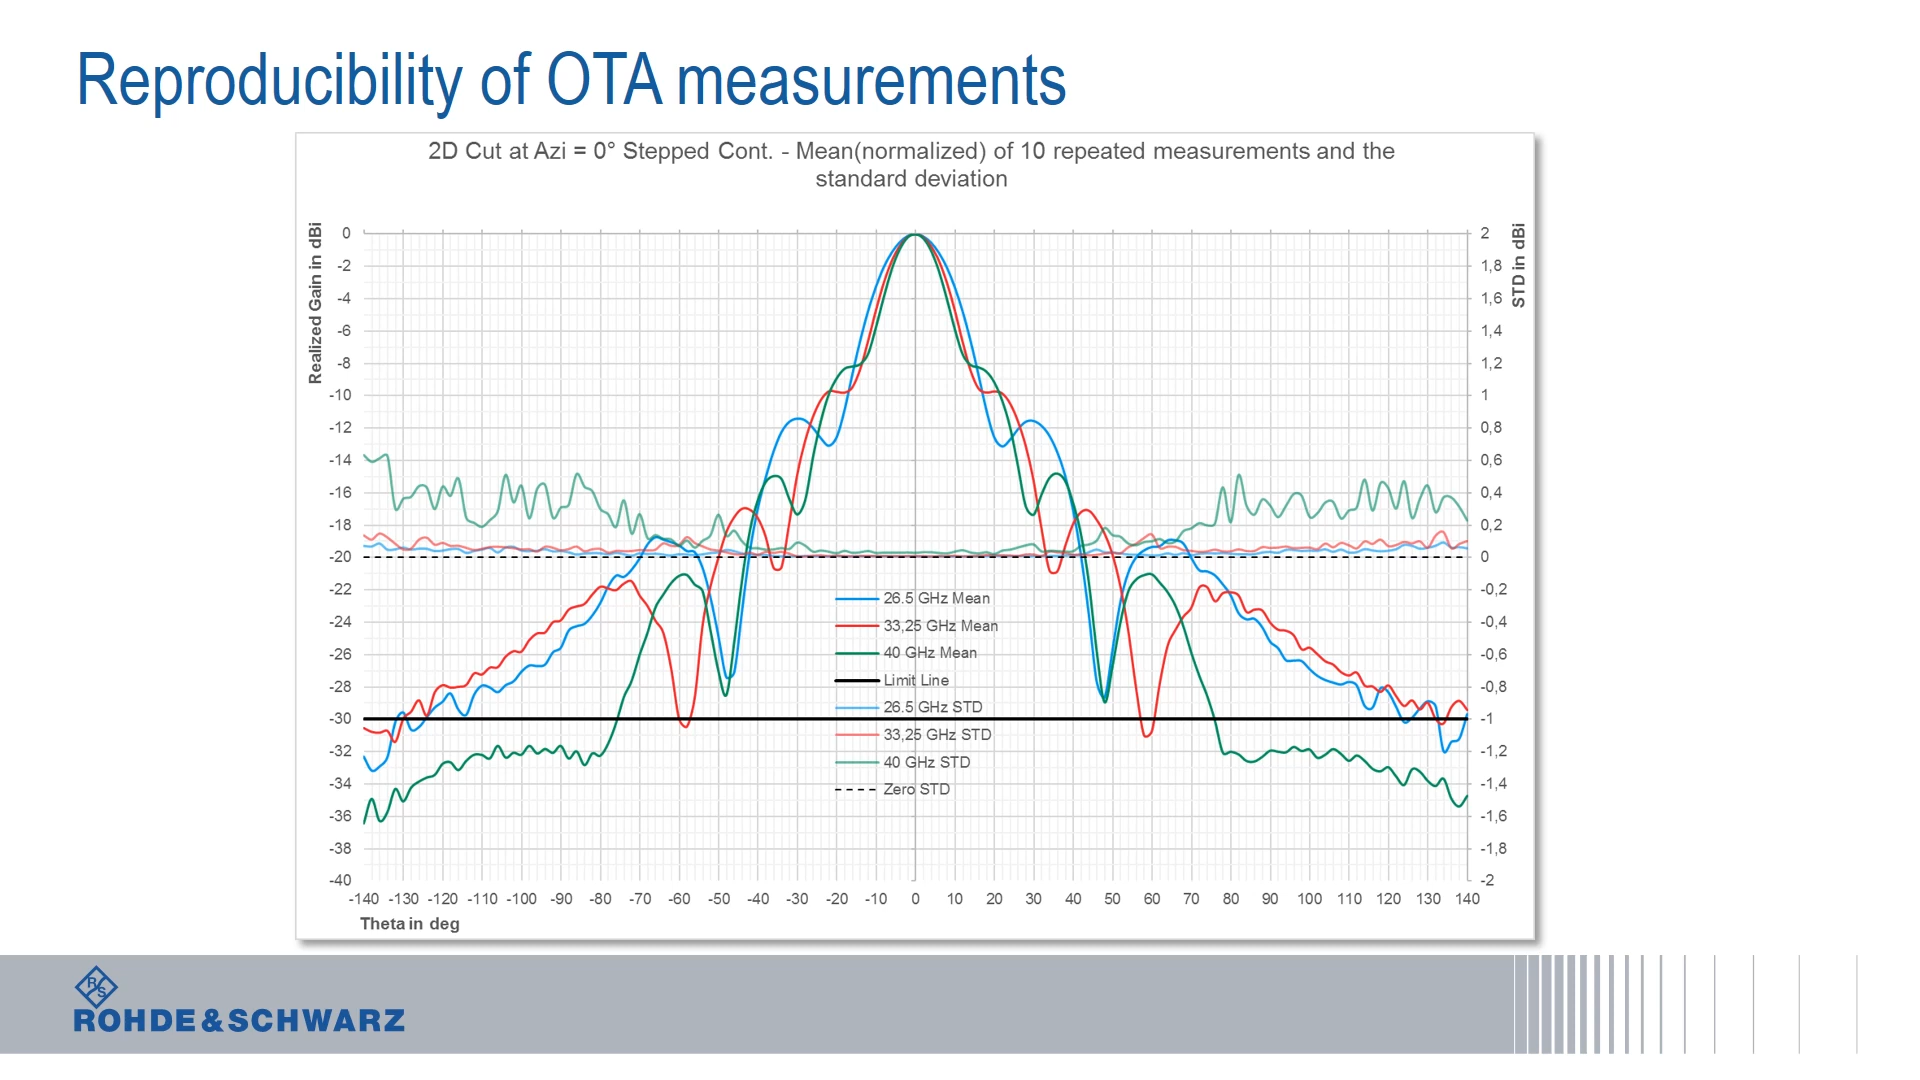 Reproducibility of OTA measurements
2D Cut at Azi = 0° Stepped Cont. - Mean(normalized) of 10 repeated measurements and the
standard deviation
Realized Gain in dBi
0
-2
-4
-6
-8
-10
-12
-14
-16
-18
-20
-22
-24
-26
-28
-30
-32
-34
-36
-38
-40
STD in dBi
2
1,8
1,6
1,4
1,2
1
0,8
0,6
0,4
0,2
0
-0,2
-0,4
-0,6
-0,8
-1
-1,2
-1,4
-1,6
-1,8
-2
26.5 GHz Mean
33,25 GHz Mean
40 GHz Mean
Limit Line
26.5 GHz STD
33,25 GHz STD
40 GHz STD
Zero STD
-140 -130 -120 -110 -100 -90 -80 -70 -60 -50 -40 -30 -20 -10 0 10 20 30 40 50 60 70 80 90 100 110 120 130 140
Theta in deg
R S
ROHDE & SCHWARZ